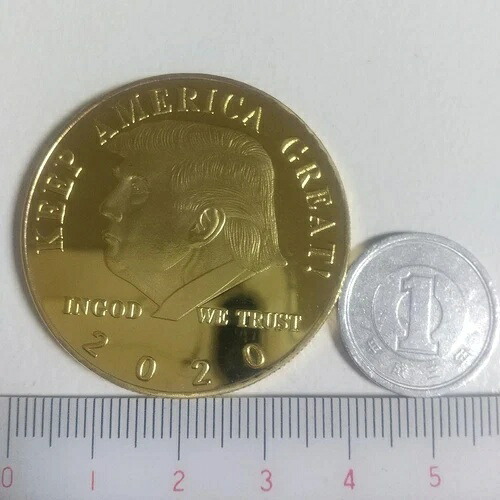 KEEP AMERICA GREAT!
INGOD WE TRUST
2020
1
0 1 2 3 4 5